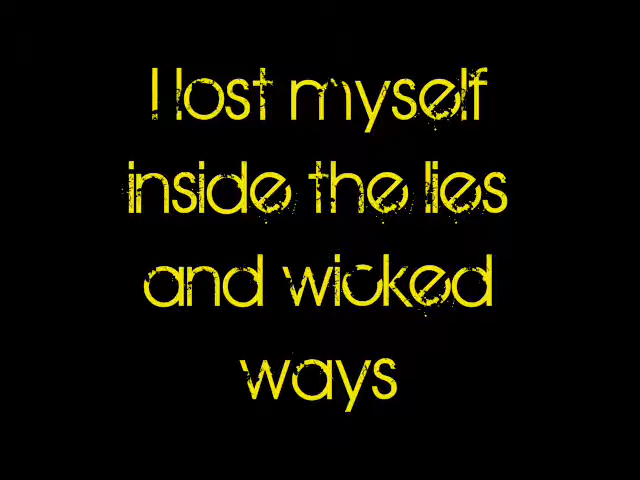 I lost myself
inside the lies
and wicked
ways